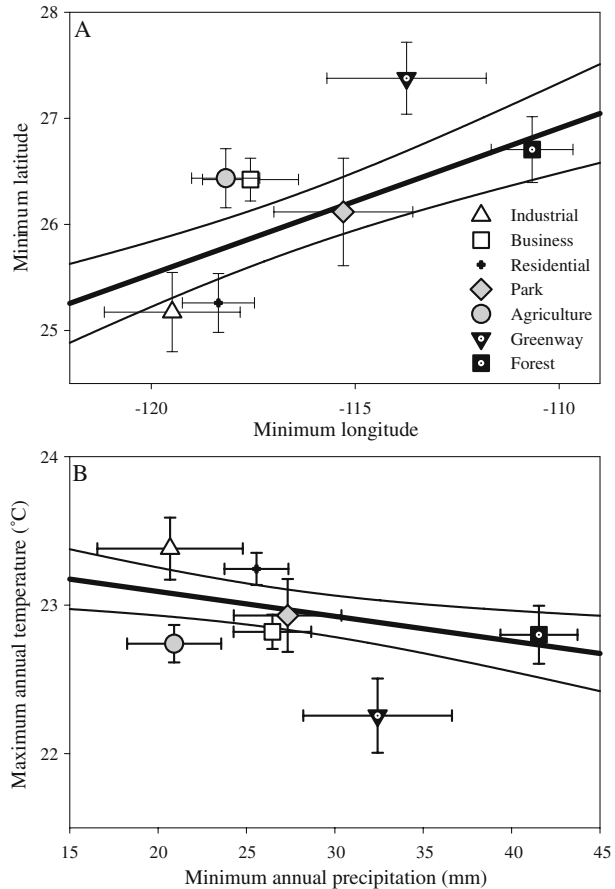 A
28
27
26
25
Minimum latitude
Industrial
Business
Residential
Park
Agriculture
Greenway
Forest
-120
-115
-110
Minimum longitude
B
24
23
22
Maximum annual temperature (°C)
15
20
25
30
35
40
45
Minimum annual precipitation (mm)